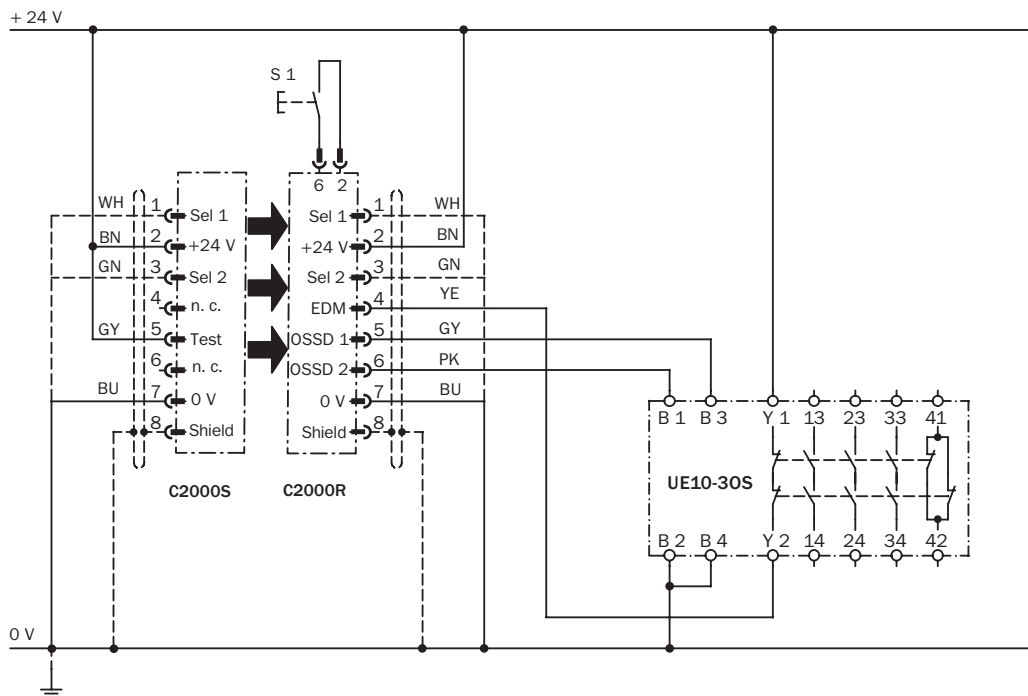 + 24 V
S 1
6 2
WH 1 Sel 1
BN 2 +24 V
GN 3 Sel 2
4 n. c.
GY 5 Test
6 n. c.
BU 7 0 V
8 Shield
C2000S
Sel 1 1 WH
+24 V 2 BN
Sel 2 3 GN
EDM 4 YE
OSSD 1 5 GY
OSSD 2 6 PK
0 V 7 BU
Shield 8
C2000R
B 1 B 3 Y 1 13 23 33 41
UE10-3OS
B 2 B 4 Y 2 14 24 34 42
0 V